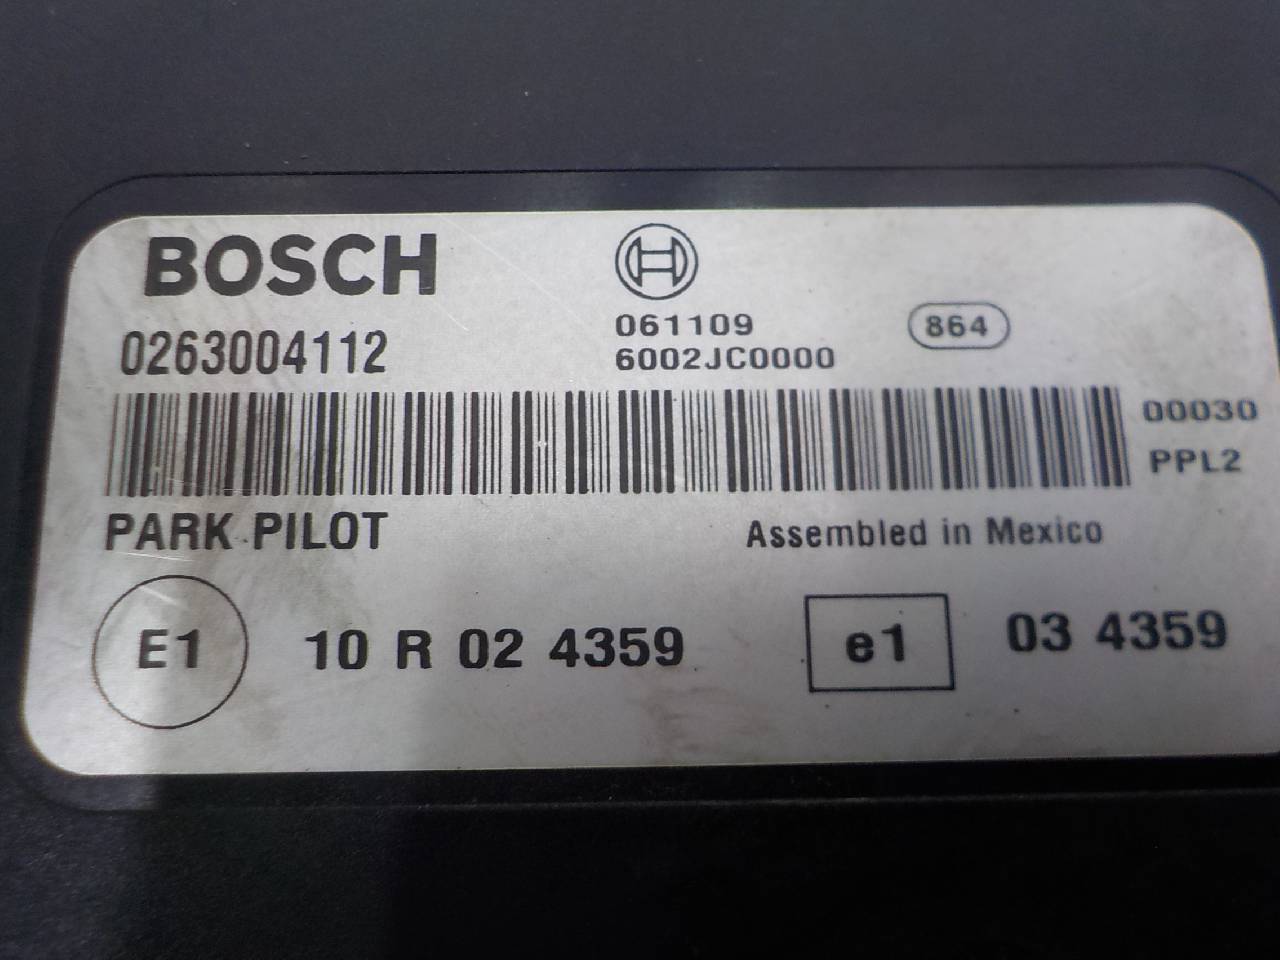 BOSCH
0263004112
061109
6002JC0000
864
00030
PPL2
PARK PILOT
Assembled in Mexico
E1
10 R 02 4359
e1
03 4359